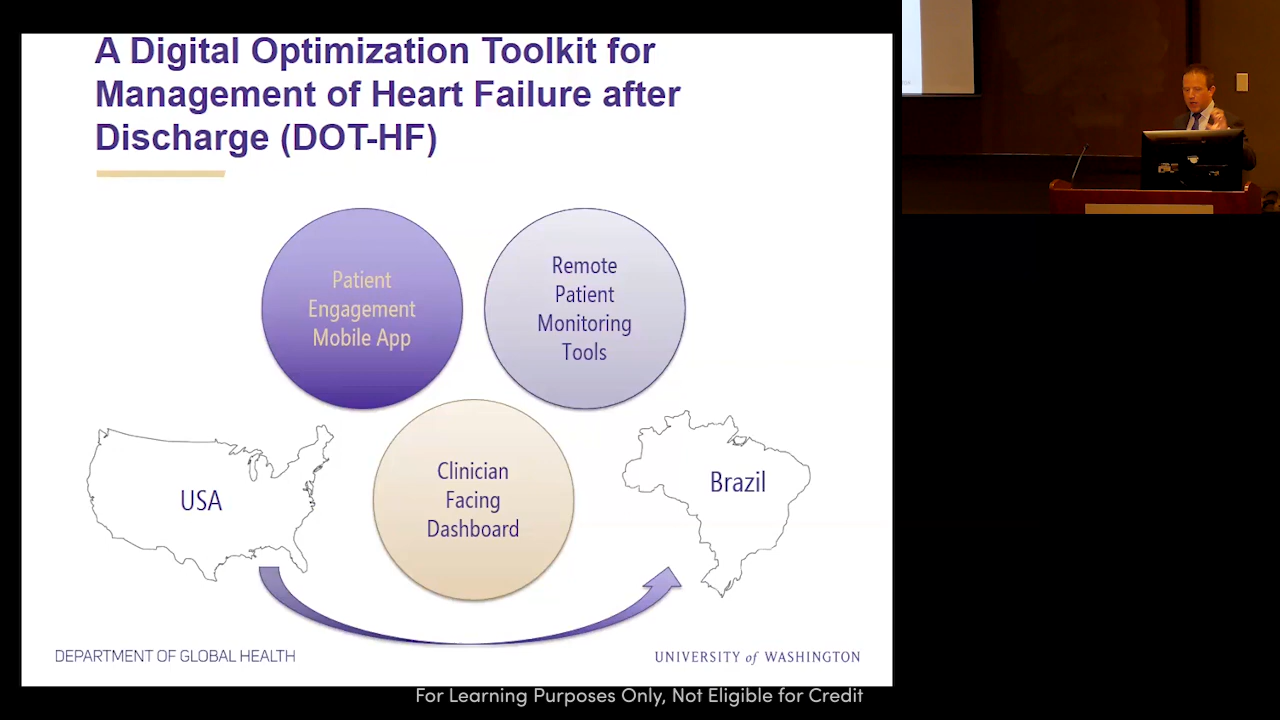 A Digital Optimization Toolkit for
Management of Heart Failure after
Discharge (DOT-HF)
Patient
Engagement
Mobile App
Remote
Patient
Monitoring
Tools
Clinician
Facing
Dashboard
USA
Brazil
DEPARTMENT OF GLOBAL HEALTH
UNIVERSITY of WASHINGTON
For Learning Purposes Only, Not Eligible for Credit